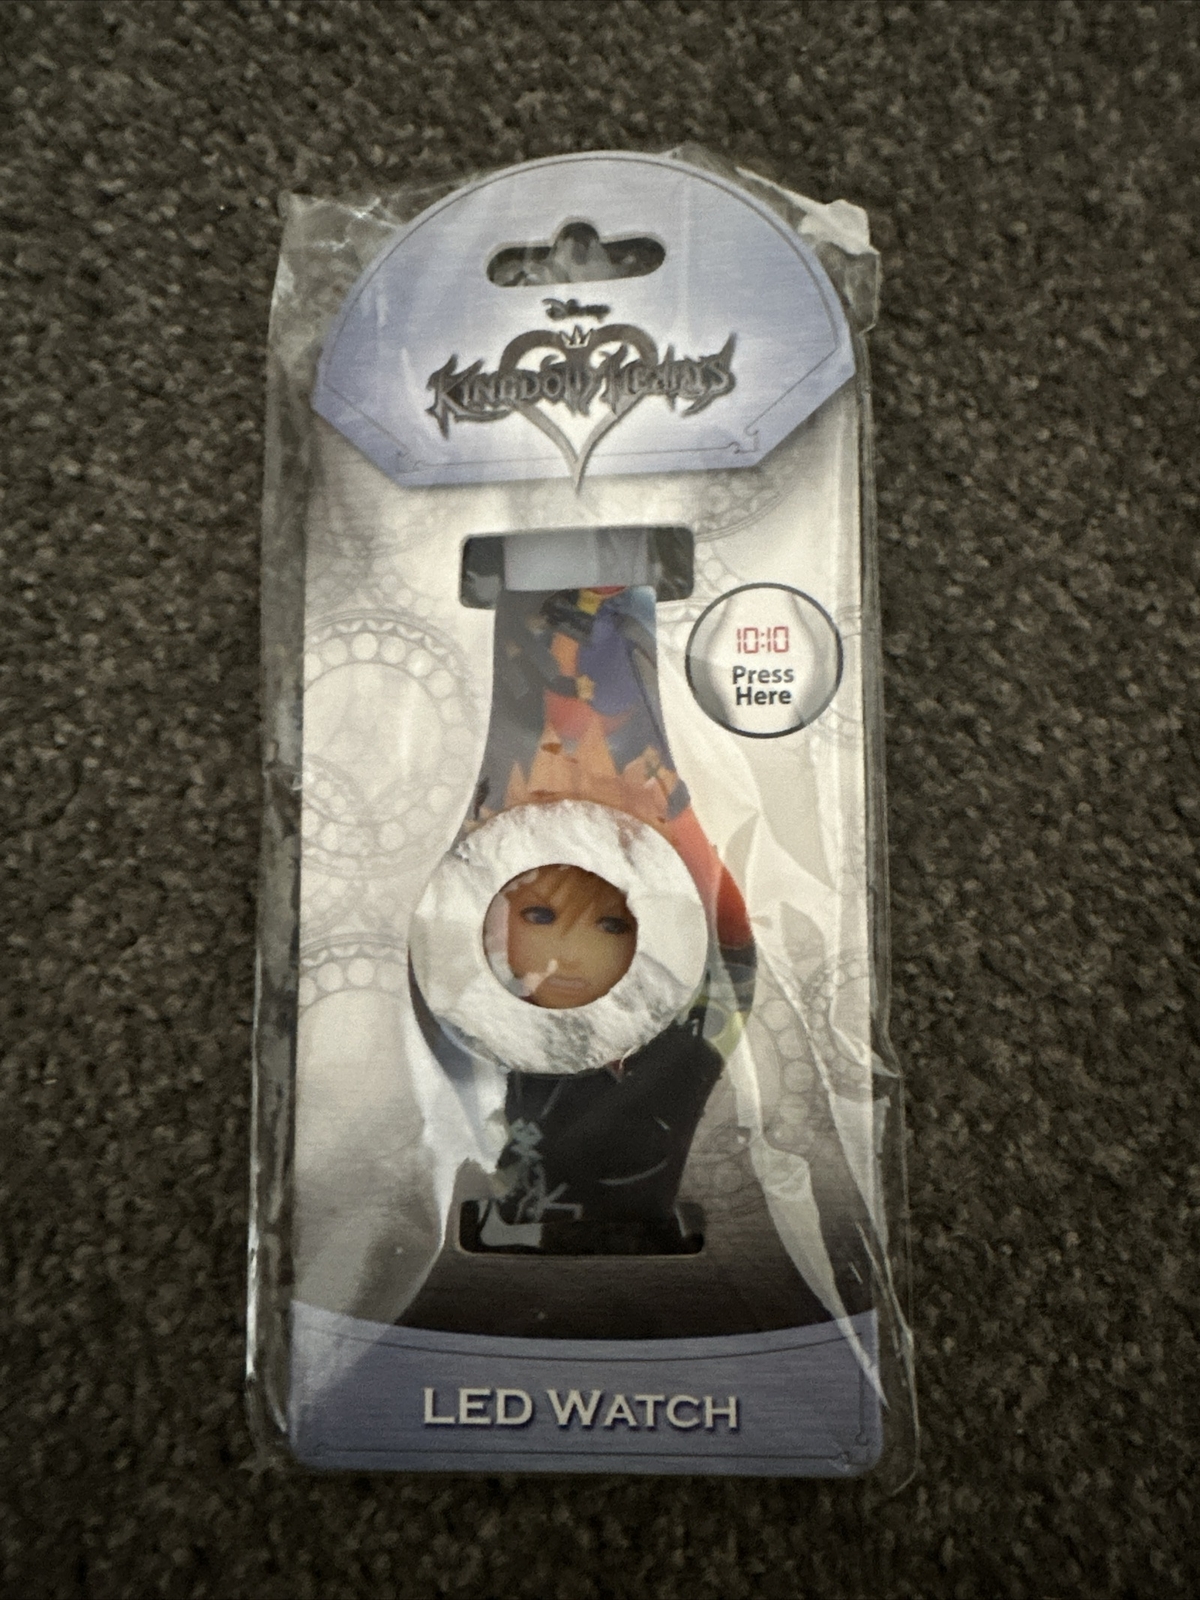 Disney
KINGDOM HEARTS
10:10
Press
Here
LED WATCH